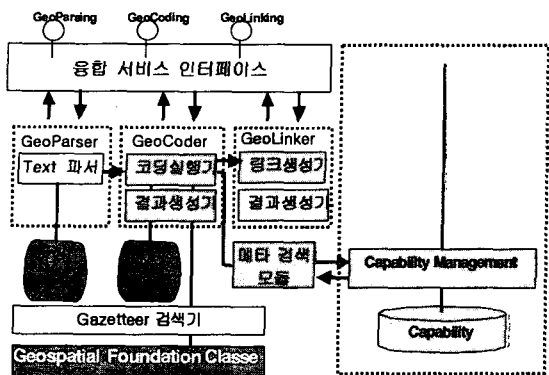 GeoParsing GeoCoding GeoLinking
융합 서비스 인터페이스
GeoParser GeoCoder GeoLinker
Text 파서 코딩실행기 링크생성기
결과생성기 결과생성기
메타 검색
모듈
Capability Management
Gazetteer 검색기
Capability
Geospatial Foundation Classe